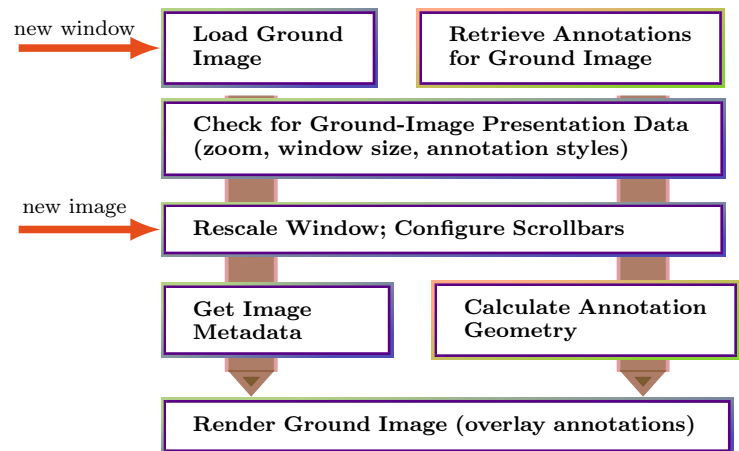 new window
Load Ground
Image
Retrieve Annotations
for Ground Image
Check for Ground-Image Presentation Data
(zoom, window size, annotation styles)
new image
Rescale Window; Configure Scrollbars
Get Image
Metadata
Calculate Annotation
Geometry
Render Ground Image (overlay annotations)